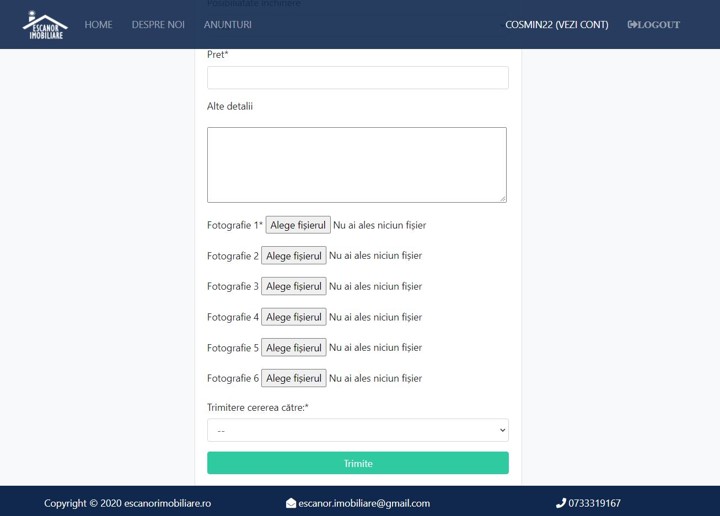 Posibilitate inchiriere
ESCANOR
IMOBILIARE
HOME
DESPRE NOI
ANUNTURI
COSMIN22 (VEZI CONT)
LOGOUT
Pret*
Alte detalii
Fotografie 1* Alege fișierul Nu ai ales niciun fișier
Fotografie 2 Alege fișierul Nu ai ales niciun fișier
Fotografie 3 Alege fișierul Nu ai ales niciun fișier
Fotografie 4 Alege fișierul Nu ai ales niciun fișier
Fotografie 5 Alege fișierul Nu ai ales niciun fișier
Fotografie 6 Alege fișierul Nu ai ales niciun fișier
Trimitere cererea către:*
--
Trimite
Copyright © 2020 escanorimobiliare.ro
escanor.imobiliare@gmail.com
0733319167